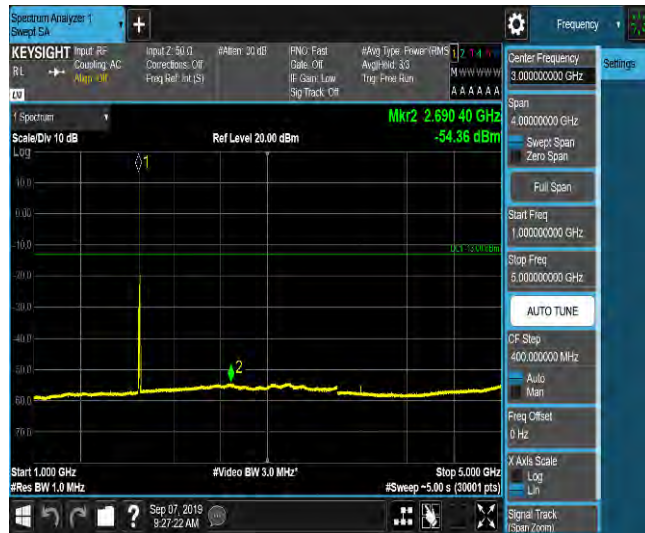 Spectrum Analyzer 1
Swept SA
Frequency
KEYSIGHT
RL
Input: RF
Coupling: AC
Align: Off
Input Z: 50 Ω
Corrections: Off
Freq Ref: Int (S)
#Atten: 30 dB
PNO: Fast
Gate: Off
IF Gain: Low
Sig Track: Off
#Avg Type: Power (RMS
Trig: Free Run
1 2 3 4
M W W W W W
A A A A A A
Settings
Center Frequency
3.000000000 GHz
Span
4.00000000 GHz
Swept Span
Zero Span
Full Span
Start Freq
1.000000000 GHz
Stop Freq
5.000000000 GHz
AUTO TUNE
CF Step
400.000000 MHz
Auto
Man
Freq Offset
0 Hz
X Axis Scale
Log
Lin
Signal Track
(Span Zoom)
1 Spectrum
Scale/Div 10 dB
Log
Ref Level 20.00 dBm
Mkr2 2.690 40 GHz
-54.36 dBm
1
10.0
0.00
-10.0
DL1 -13.00 dBm
-20.0
-30.0
-40.0
-50.0
2
-60.0
-70.0
Start 1.000 GHz
#Video BW 3.0 MHz*
Stop 5.000 GHz
#Res BW 1.0 MHz
#Sweep ~5.00 s (30001 pts)
?
Sep 07, 2019
9:27:22 AM